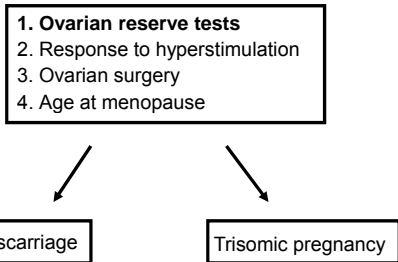 1. Ovarian reserve tests
2. Response to hyperstimulation
3. Ovarian surgery
4. Age at menopause
scarriage
Trisomic pregnancy